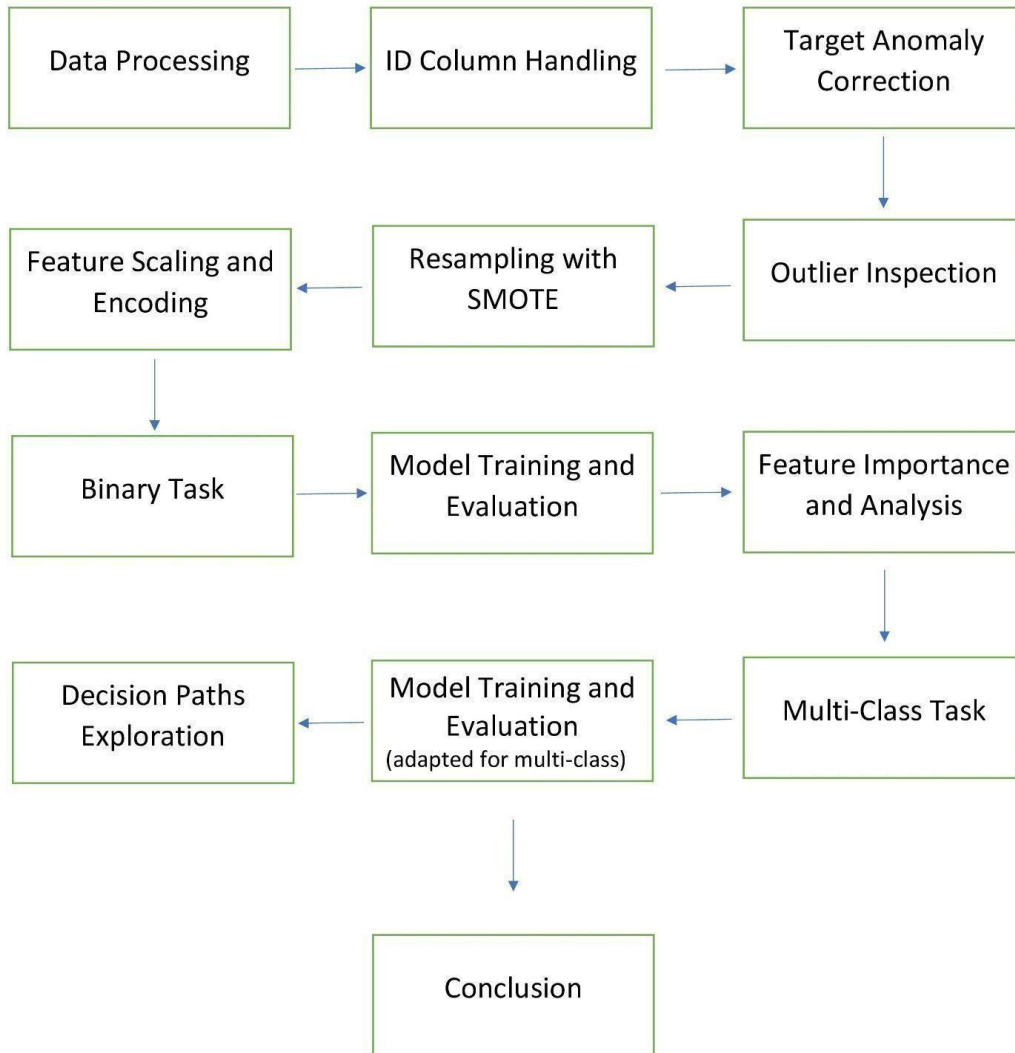 Data Processing
ID Column Handling
Target Anomaly
Correction
Feature Scaling and
Encoding
Resampling with
SMOTE
Outlier Inspection
Binary Task
Model Training and
Evaluation
Feature Importance
and Analysis
Decision Paths
Exploration
Model Training and
Evaluation
(adapted for multi-class)
Multi-Class Task
Conclusion